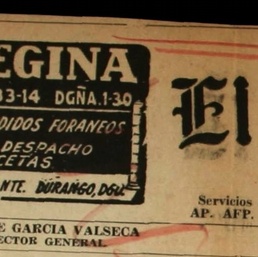 EGINA
33-14 DGÑA.1-30
DIDOS FORANEOS
DESPACHO
CETAS
NTE. DURANGO, DGO.
El
Servicios
AP. AFP.
E GARCIA VALSECA
ECTOR GENERAL